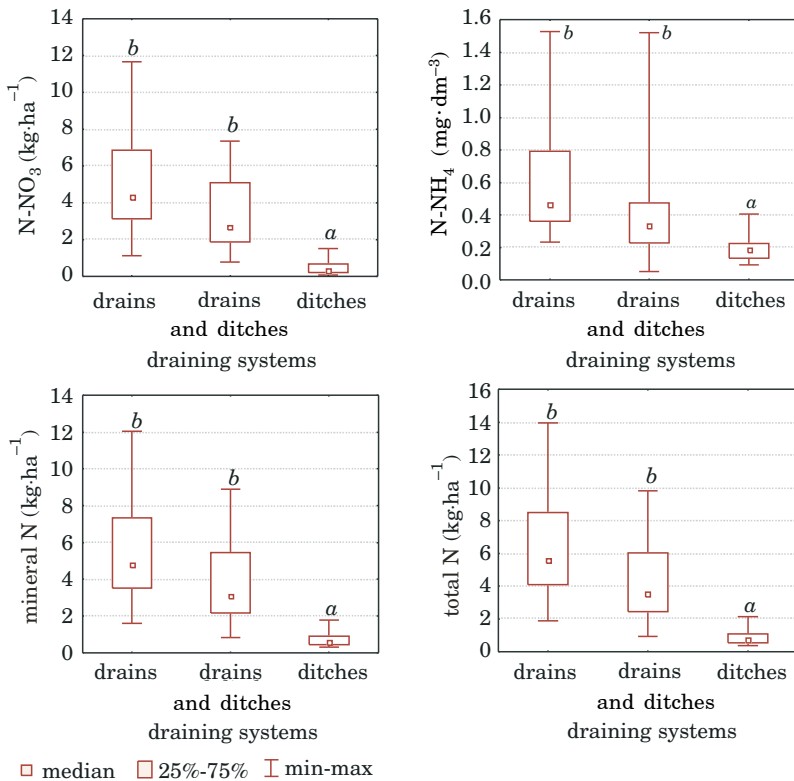 14
12
10
8
6
4
2
0
N-NO₃ (kg·ha⁻¹)
b
b
a
drains
drains
ditches
and ditches
draining systems
1.6
1.4
1.2
1.0
0.8
0.6
0.4
0.2
0.0
N-NH₄ (mg·dm⁻³)
b
b
a
drains
drains
ditches
and ditches
draining systems
14
12
10
8
6
4
2
0
mineral N (kg·ha⁻¹)
b
b
a
drains
drains
ditches
and ditches
draining systems
16
14
12
10
8
6
4
2
0
total N (kg·ha⁻¹)
b
b
a
drains
drains
ditches
and ditches
draining systems
median 25%-75% min-max